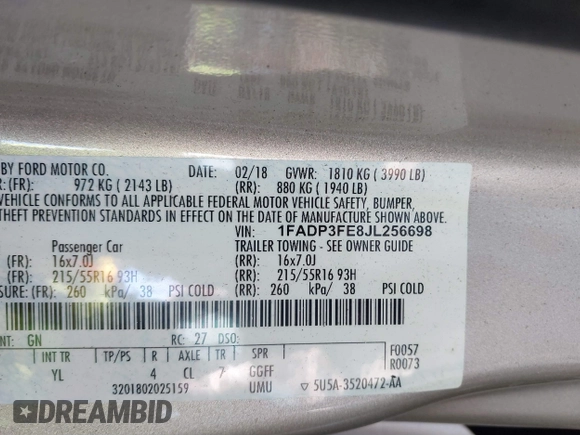 BY FORD MOTOR CO. DATE: 02/18 GVWR: 1810 KG ( 3990 LB)
R: (FR) 972 KG ( 2143 LB) (RR): 880 KG ( 1940 LB)
VEHICLE CONFORMS TO ALL APPLICABLE FEDERAL MOTOR VEHICLE SAFETY, BUMPER,
THEFT PREVENTION STANDARDS IN EFFECT ON THE DATE OF MANUFACTURE SHOWN ABOVE.
VIN: 1FADP3FE8JL256698
Passenger Car TRAILER TOWING - SEE OWNER GUIDE
(FR) 16x7.0J (RR): 16x7.0J
(FR) 215/55R16 93H (RR): 215/55R16 93H
SURE: (FR) 260 kPa/ 38 PSI COLD (RR): 260 kPa/ 38 PSI COLD
NT: GN RC: 27 DSO: F0057
INT TR TP/PS R AXLE TR SPR R0073
YL 4 CL 7 GGFF
3201802025159 UMU ▽ 5U5A-3520472-AA
A AUTOBIDMASTER